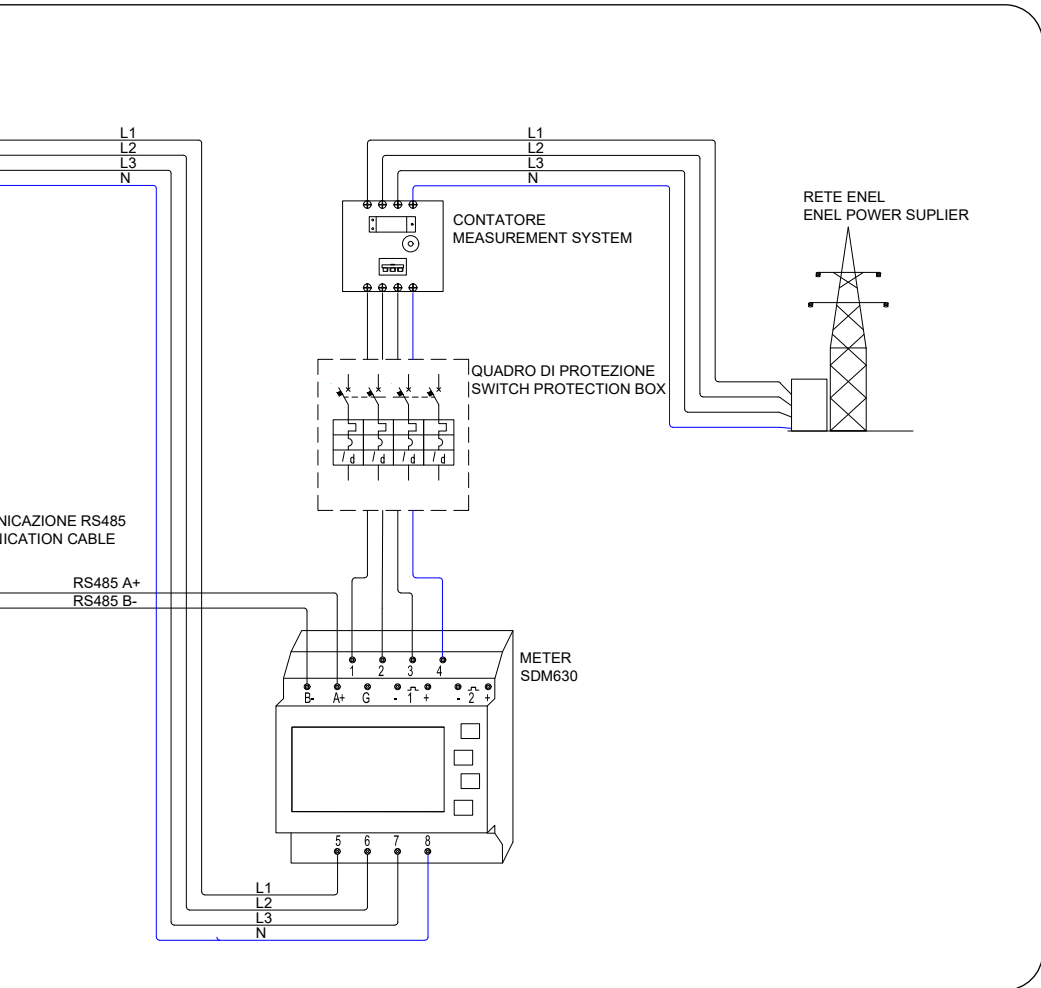 L1
L2
L3
N
L1
L2
L3
N
RETE ENEL
ENEL POWER SUPLIER
CONTATORE
MEASUREMENT SYSTEM
QUADRO DI PROTEZIONE
SWITCH PROTECTION BOX
/ d / d / d / d
NICAZIONE RS485
NICATION CABLE
RS485 A+
RS485 B-
METER
SDM630
1 2 3 4
B- A+ G - 1 + - 2 +
5 6 7 8
L1
L2
L3
N